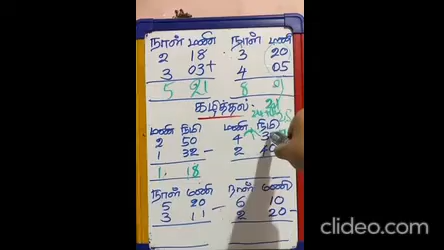 நாள் மணி நாள் மணி
2 18 3 20
3 03+ 4 05
5 21 8 1
கழித்தல்:
மணி நிமி மணி நிமி
2 50 4 3
1 32 – 2 40
1. 18
நாள் மணி நாள் மணி
5 20 6 10
3 11 – 2 20 –
clideo.com